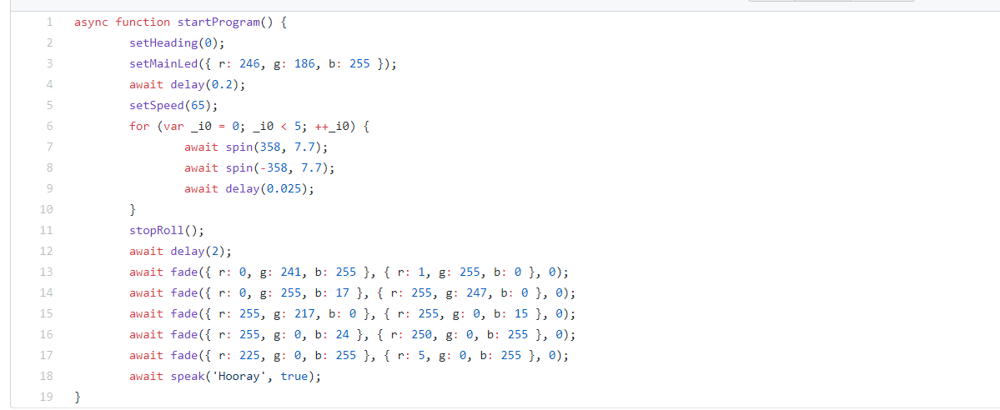 1 async function startProgram() {
2 setHeading(0);
3 setMainLed({ r: 246, g: 186, b: 255 });
4 await delay(0.2);
5 setSpeed(65);
6 for (var _i0 = 0; _i0 < 5; ++_i0) {
7 await spin(358, 7.7);
8 await spin(-358, 7.7);
9 await delay(0.025);
10 }
11 stopRoll();
12 await delay(2);
13 await fade({ r: 0, g: 241, b: 255 }, { r: 1, g: 255, b: 0 }, 0);
14 await fade({ r: 0, g: 255, b: 17 }, { r: 255, g: 247, b: 0 }, 0);
15 await fade({ r: 255, g: 217, b: 0 }, { r: 255, g: 0, b: 15 }, 0);
16 await fade({ r: 255, g: 0, b: 24 }, { r: 250, g: 0, b: 255 }, 0);
17 await fade({ r: 225, g: 0, b: 255 }, { r: 5, g: 0, b: 255 }, 0);
18 await speak('Hooray', true);
19 }